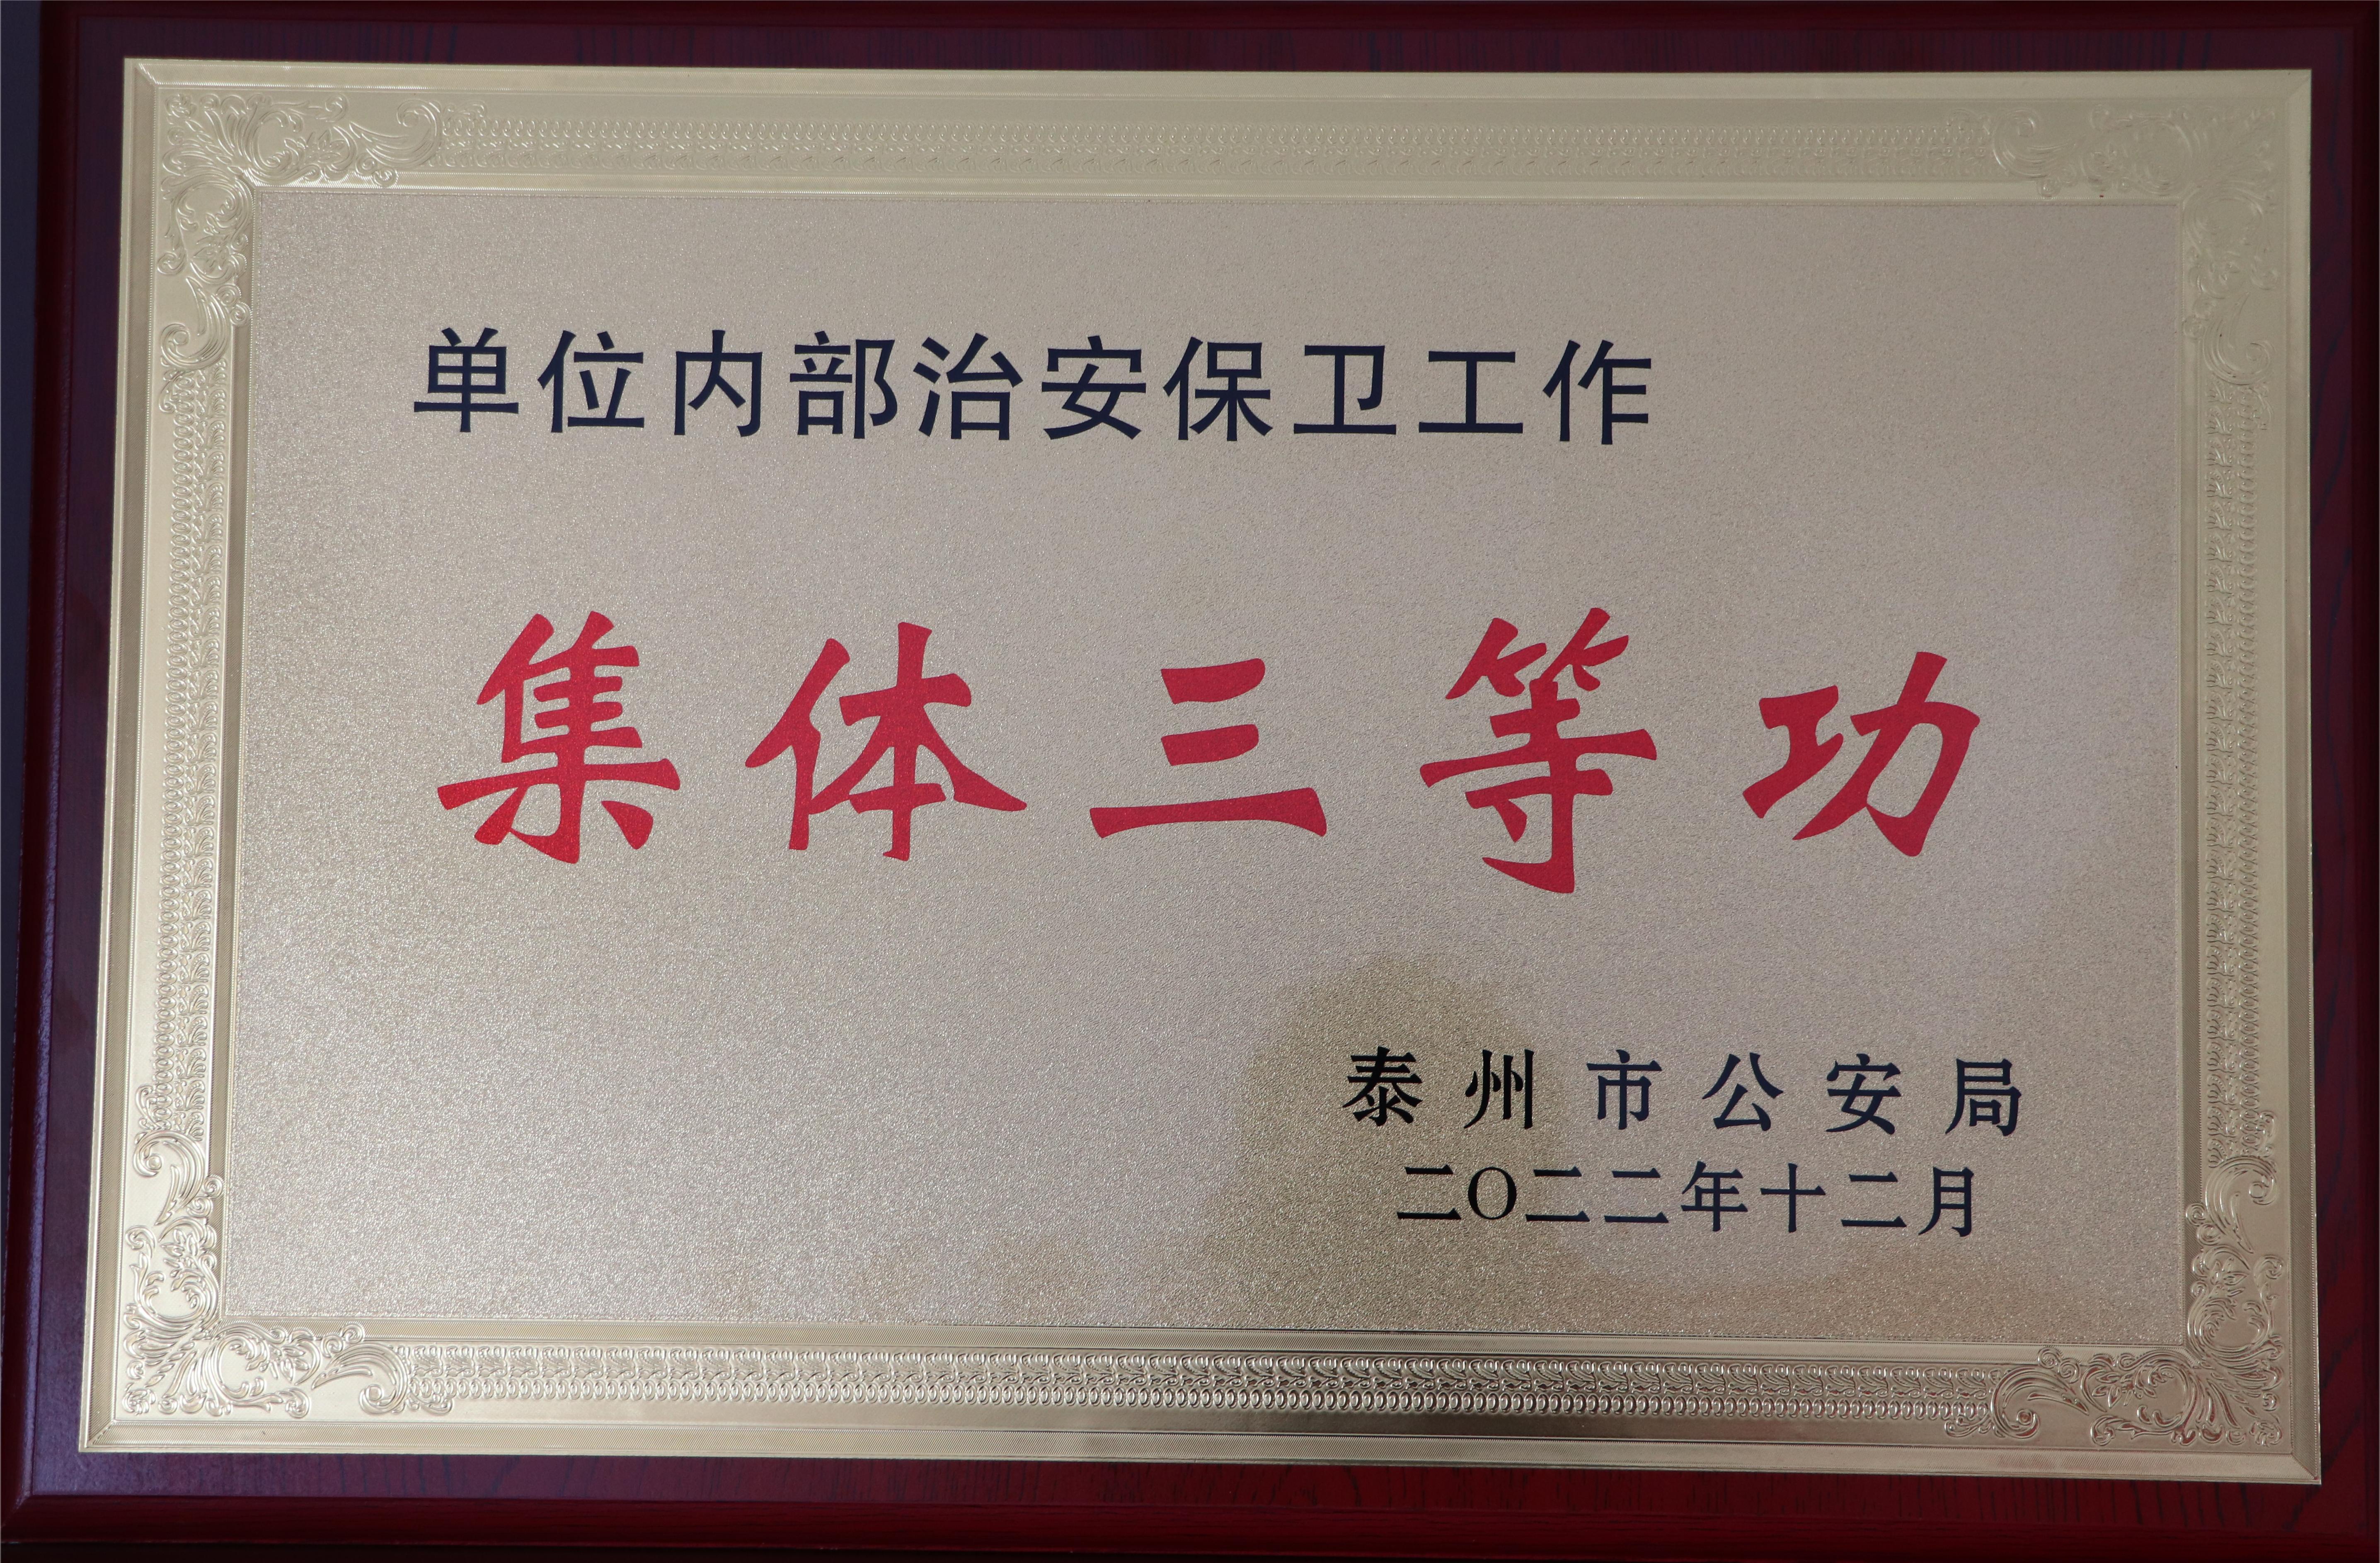 单位内部治安保卫工作
集体三等功
泰州市公安局
二〇二二年十二月